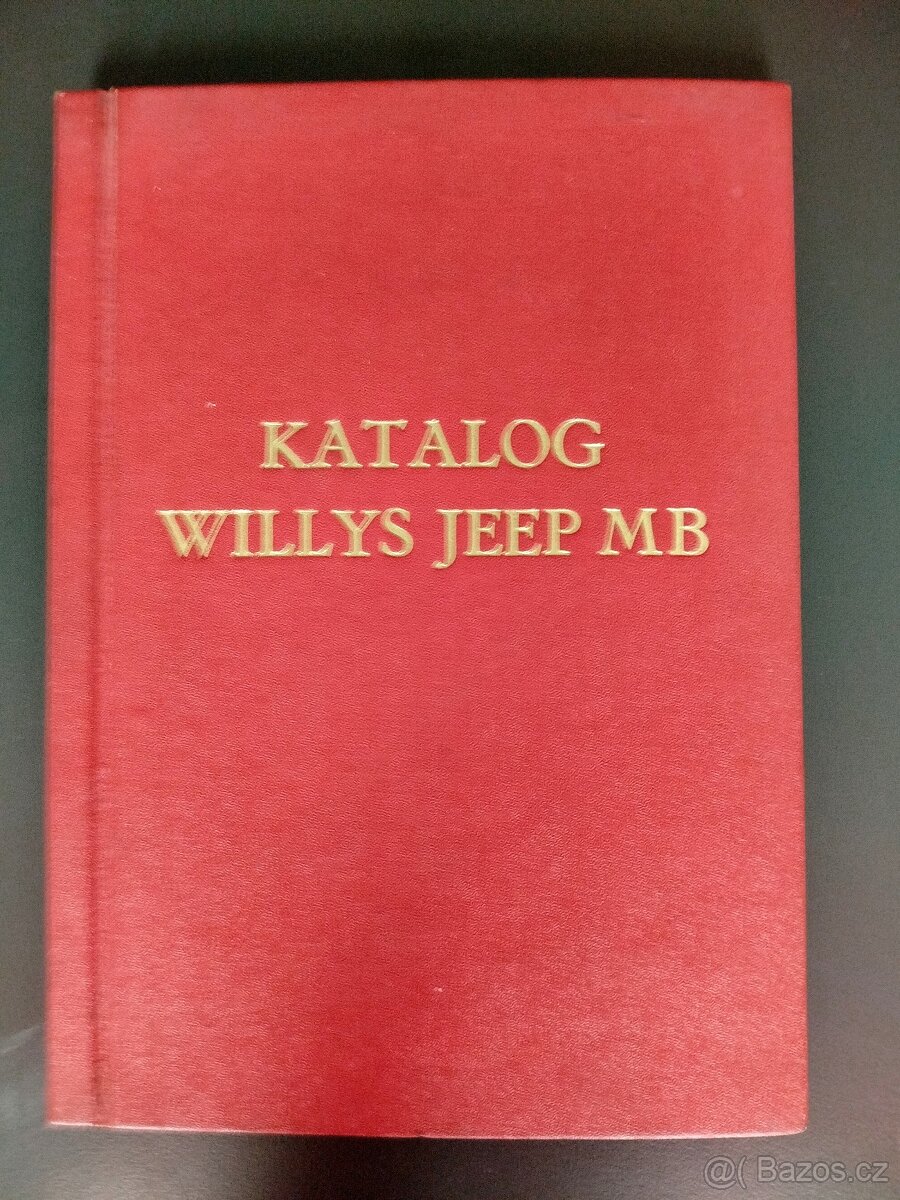 KATALOG
WILLYS JEEP MB
@( Bazos.cz